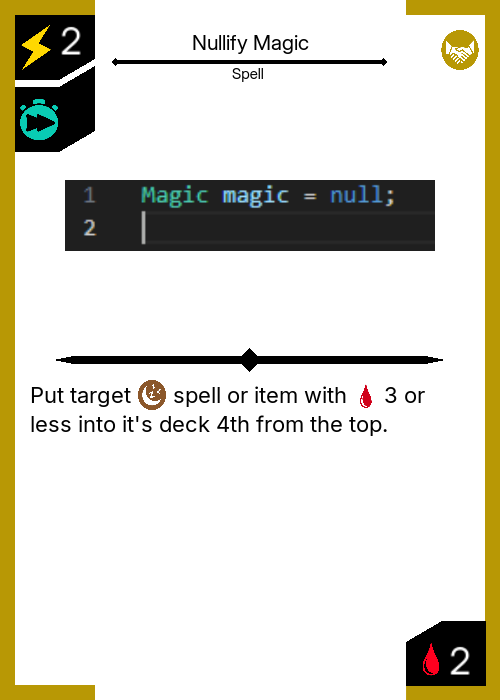 2
Nullify Magic
Spell
1 Magic magic = null;
2
Put target spell or item with 3 or
less into it's deck 4th from the top.
2